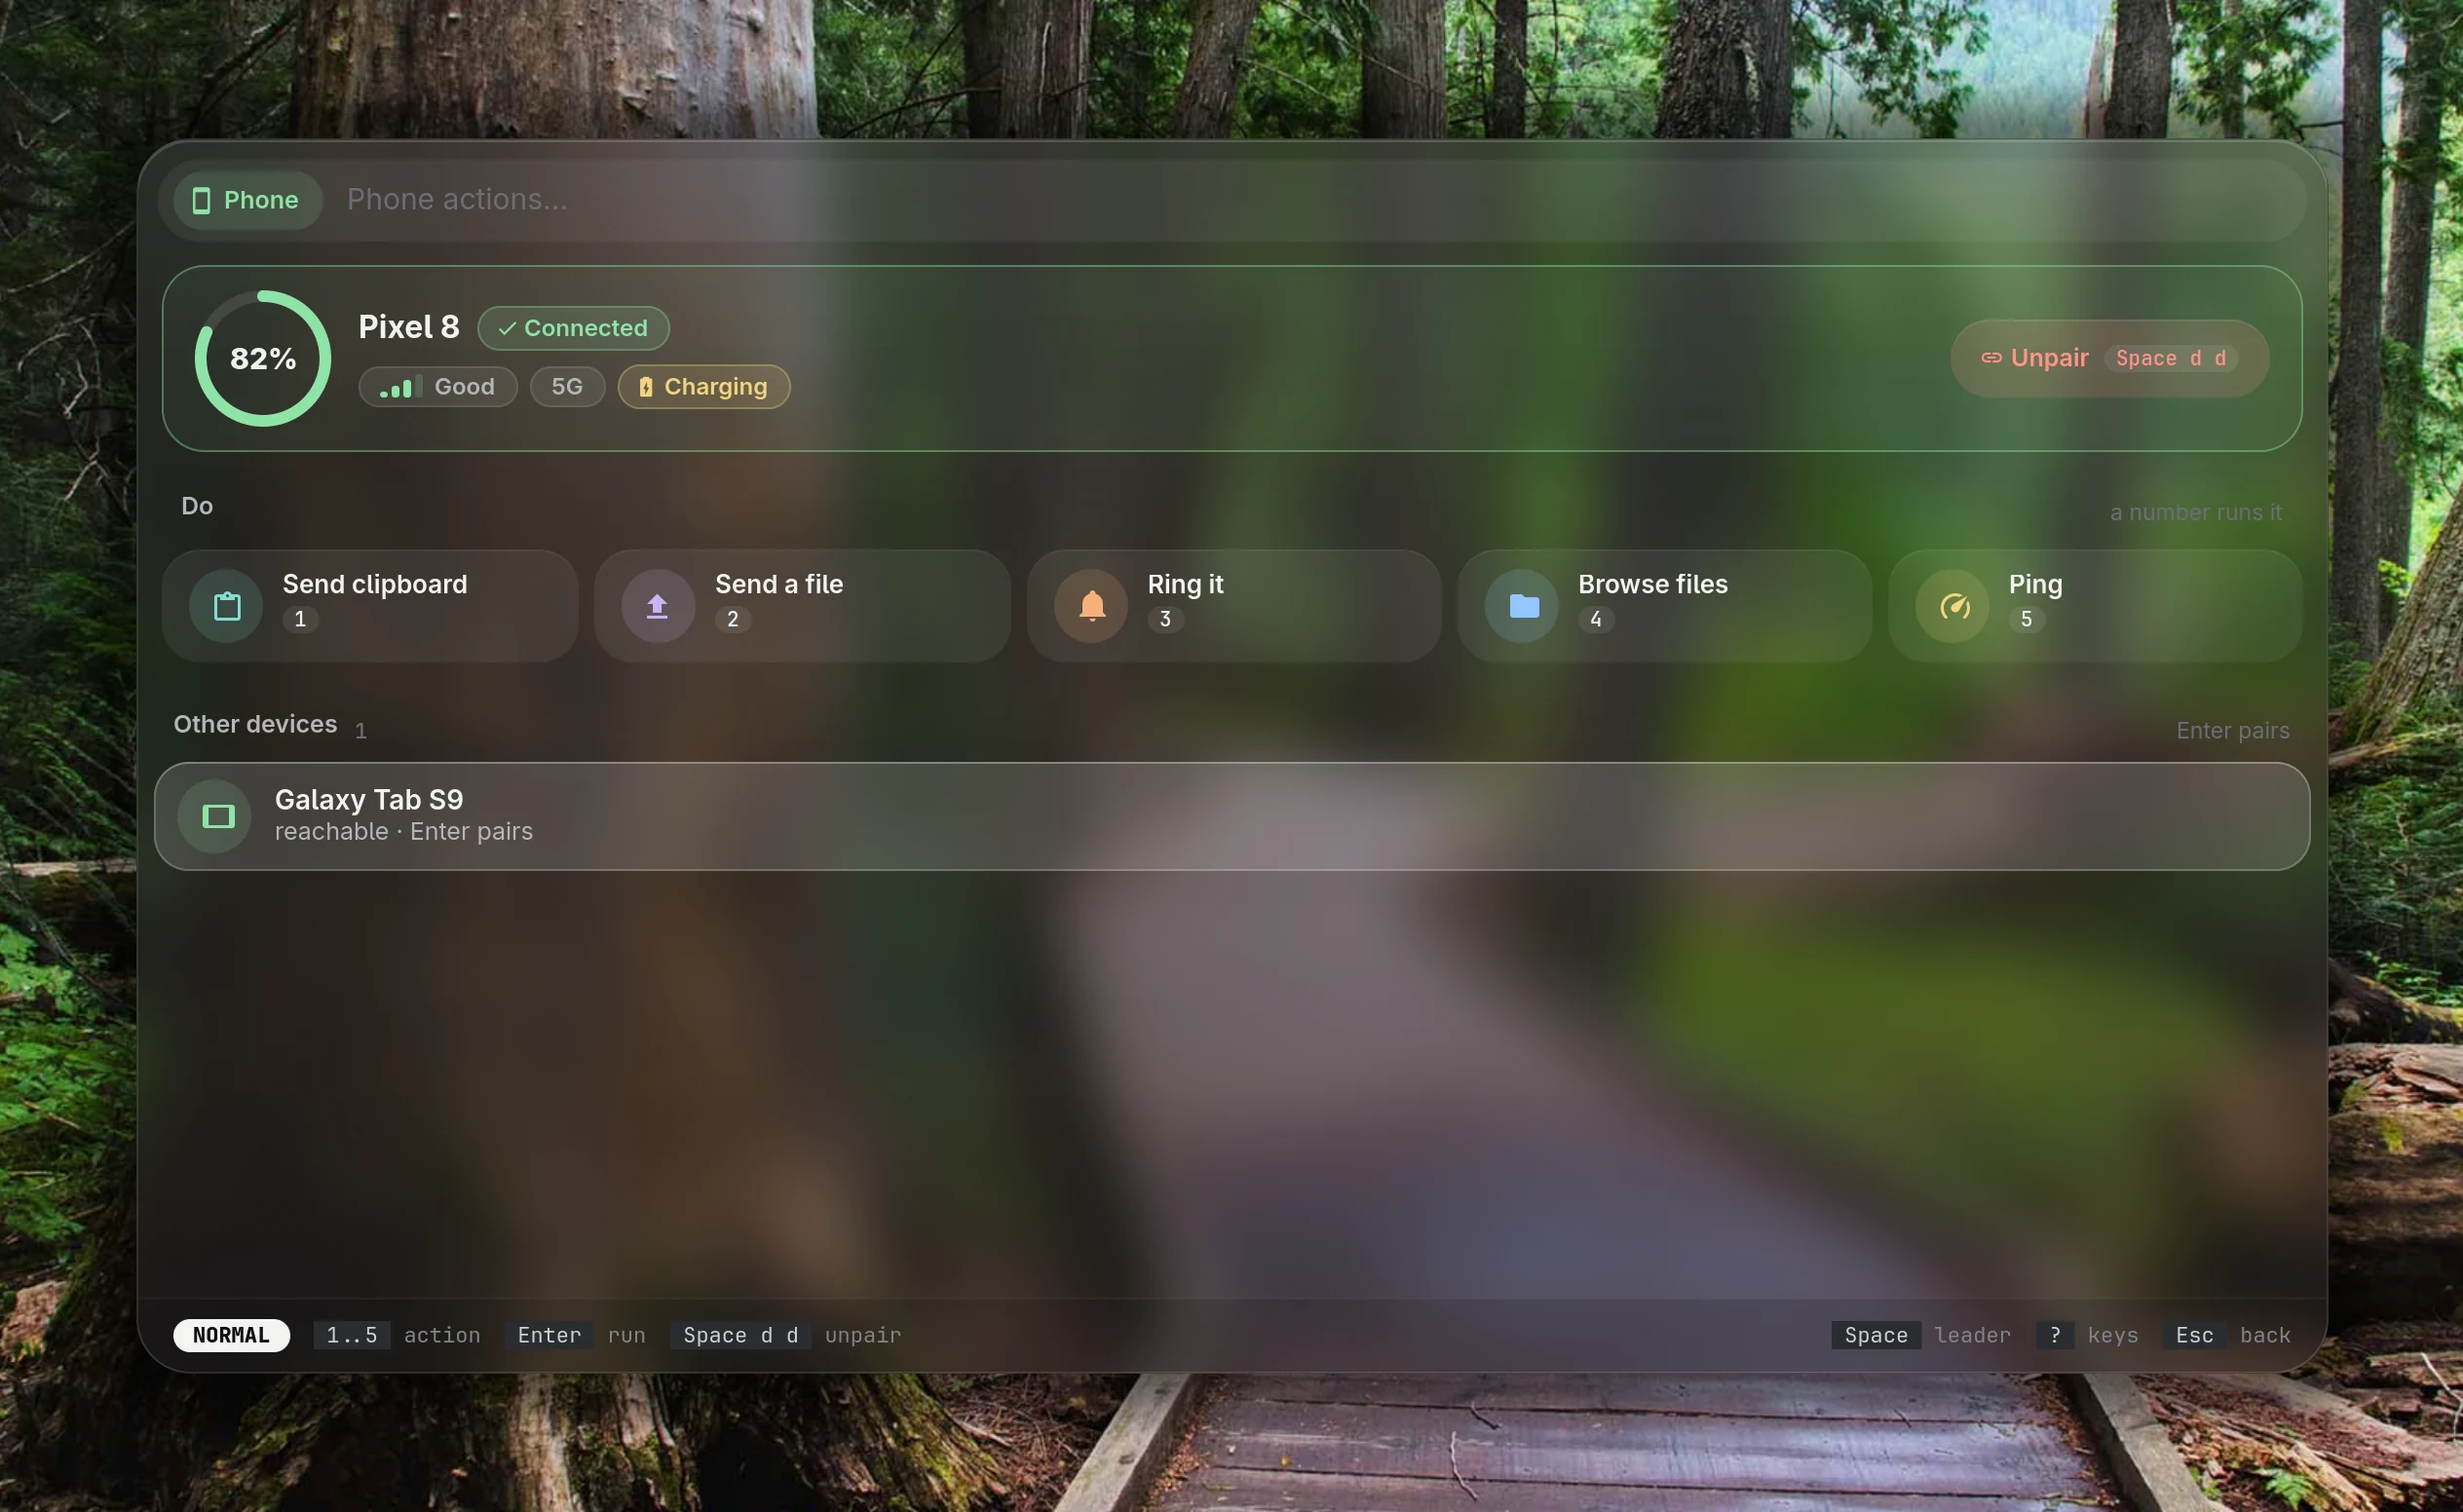 Phone Phone actions...
82% Pixel 8 Connected
Good 5G Charging
Unpair Space d d
Do a number runs it
Send clipboard
1
Send a file
2
Ring it
3
Browse files
4
Ping
5
Other devices 1 Enter pairs
Galaxy Tab S9
reachable · Enter pairs
NORMAL 1..5 action Enter run Space d d unpair Space leader ? keys Esc back